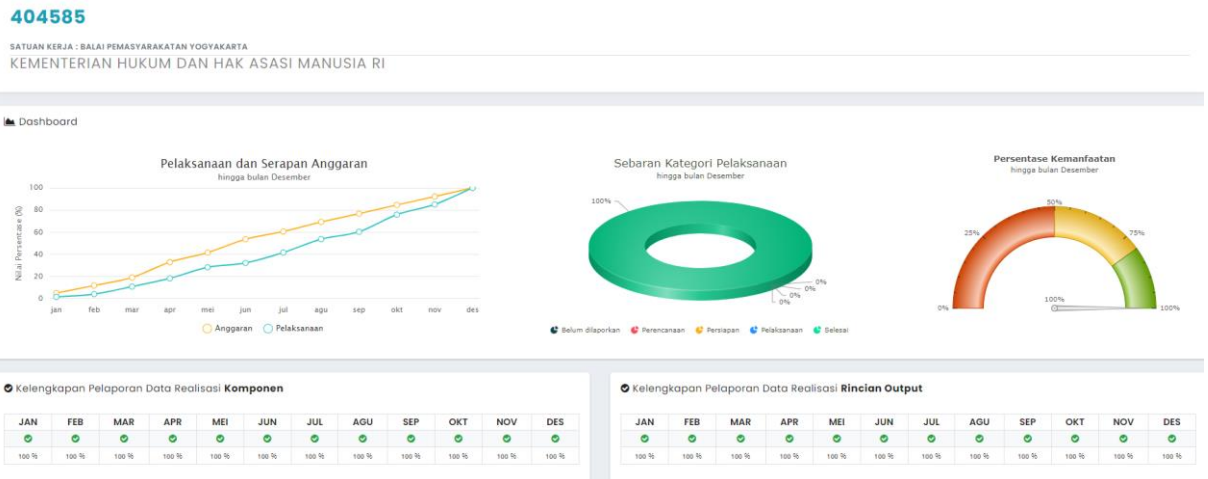 404585
SATUAN KERJA : BALAI PEMASYARAKATAN YOGYAKARTA
KEMENTERIAN HUKUM DAN HAK ASASI MANUSIA RI
Dashboard
Pelaksanaan dan Serapan Anggaran
hingga bulan Desember
Nilai Persentase (%)
100
80
60
40
20
0
jan feb mar apr mei jun jul agu sep okt nov des
Anggaran Pelaksanaan
Sebaran Kategori Pelaksanaan
hingga bulan Desember
100%
0%
0%
0%
0%
Belum dilaporkan Perencanaan Persiapan Pelaksanaan Selesai
Persentase Kemanfaatan
hingga bulan Desember
50%
25% 75%
100%
0% 100%
Kelengkapan Pelaporan Data Realisasi Komponen
JAN FEB MAR APR MEI JUN JUL AGU SEP OKT NOV DES
100 % 100 % 100 % 100 % 100 % 100 % 100 % 100 % 100 % 100 % 100 % 100 %
Kelengkapan Pelaporan Data Realisasi Rincian Output
JAN FEB MAR APR MEI JUN JUL AGU SEP OKT NOV DES
100 % 100 % 100 % 100 % 100 % 100 % 100 % 100 % 100 % 100 % 100 % 100 %